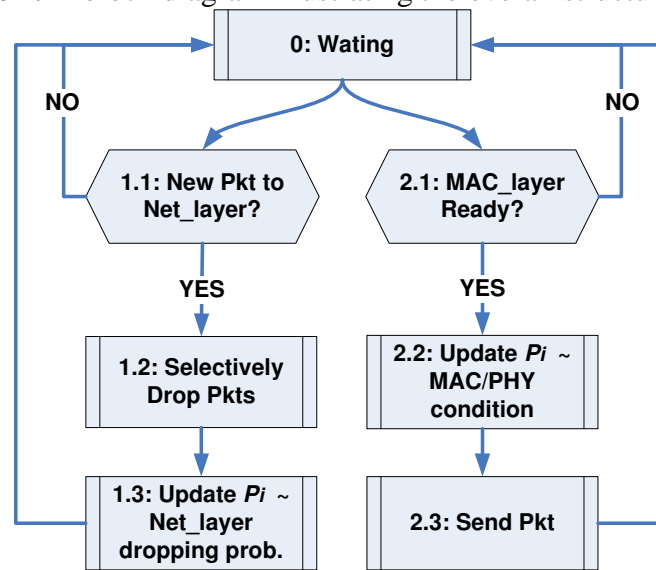 0: Wating
NO
NO
1.1: New Pkt to
Net_layer?
2.1: MAC_layer
Ready?
YES
YES
1.2: Selectively
Drop Pkts
2.2: Update Pi ~
MAC/PHY
condition
1.3: Update Pi ~
Net_layer
dropping prob.
2.3: Send Pkt